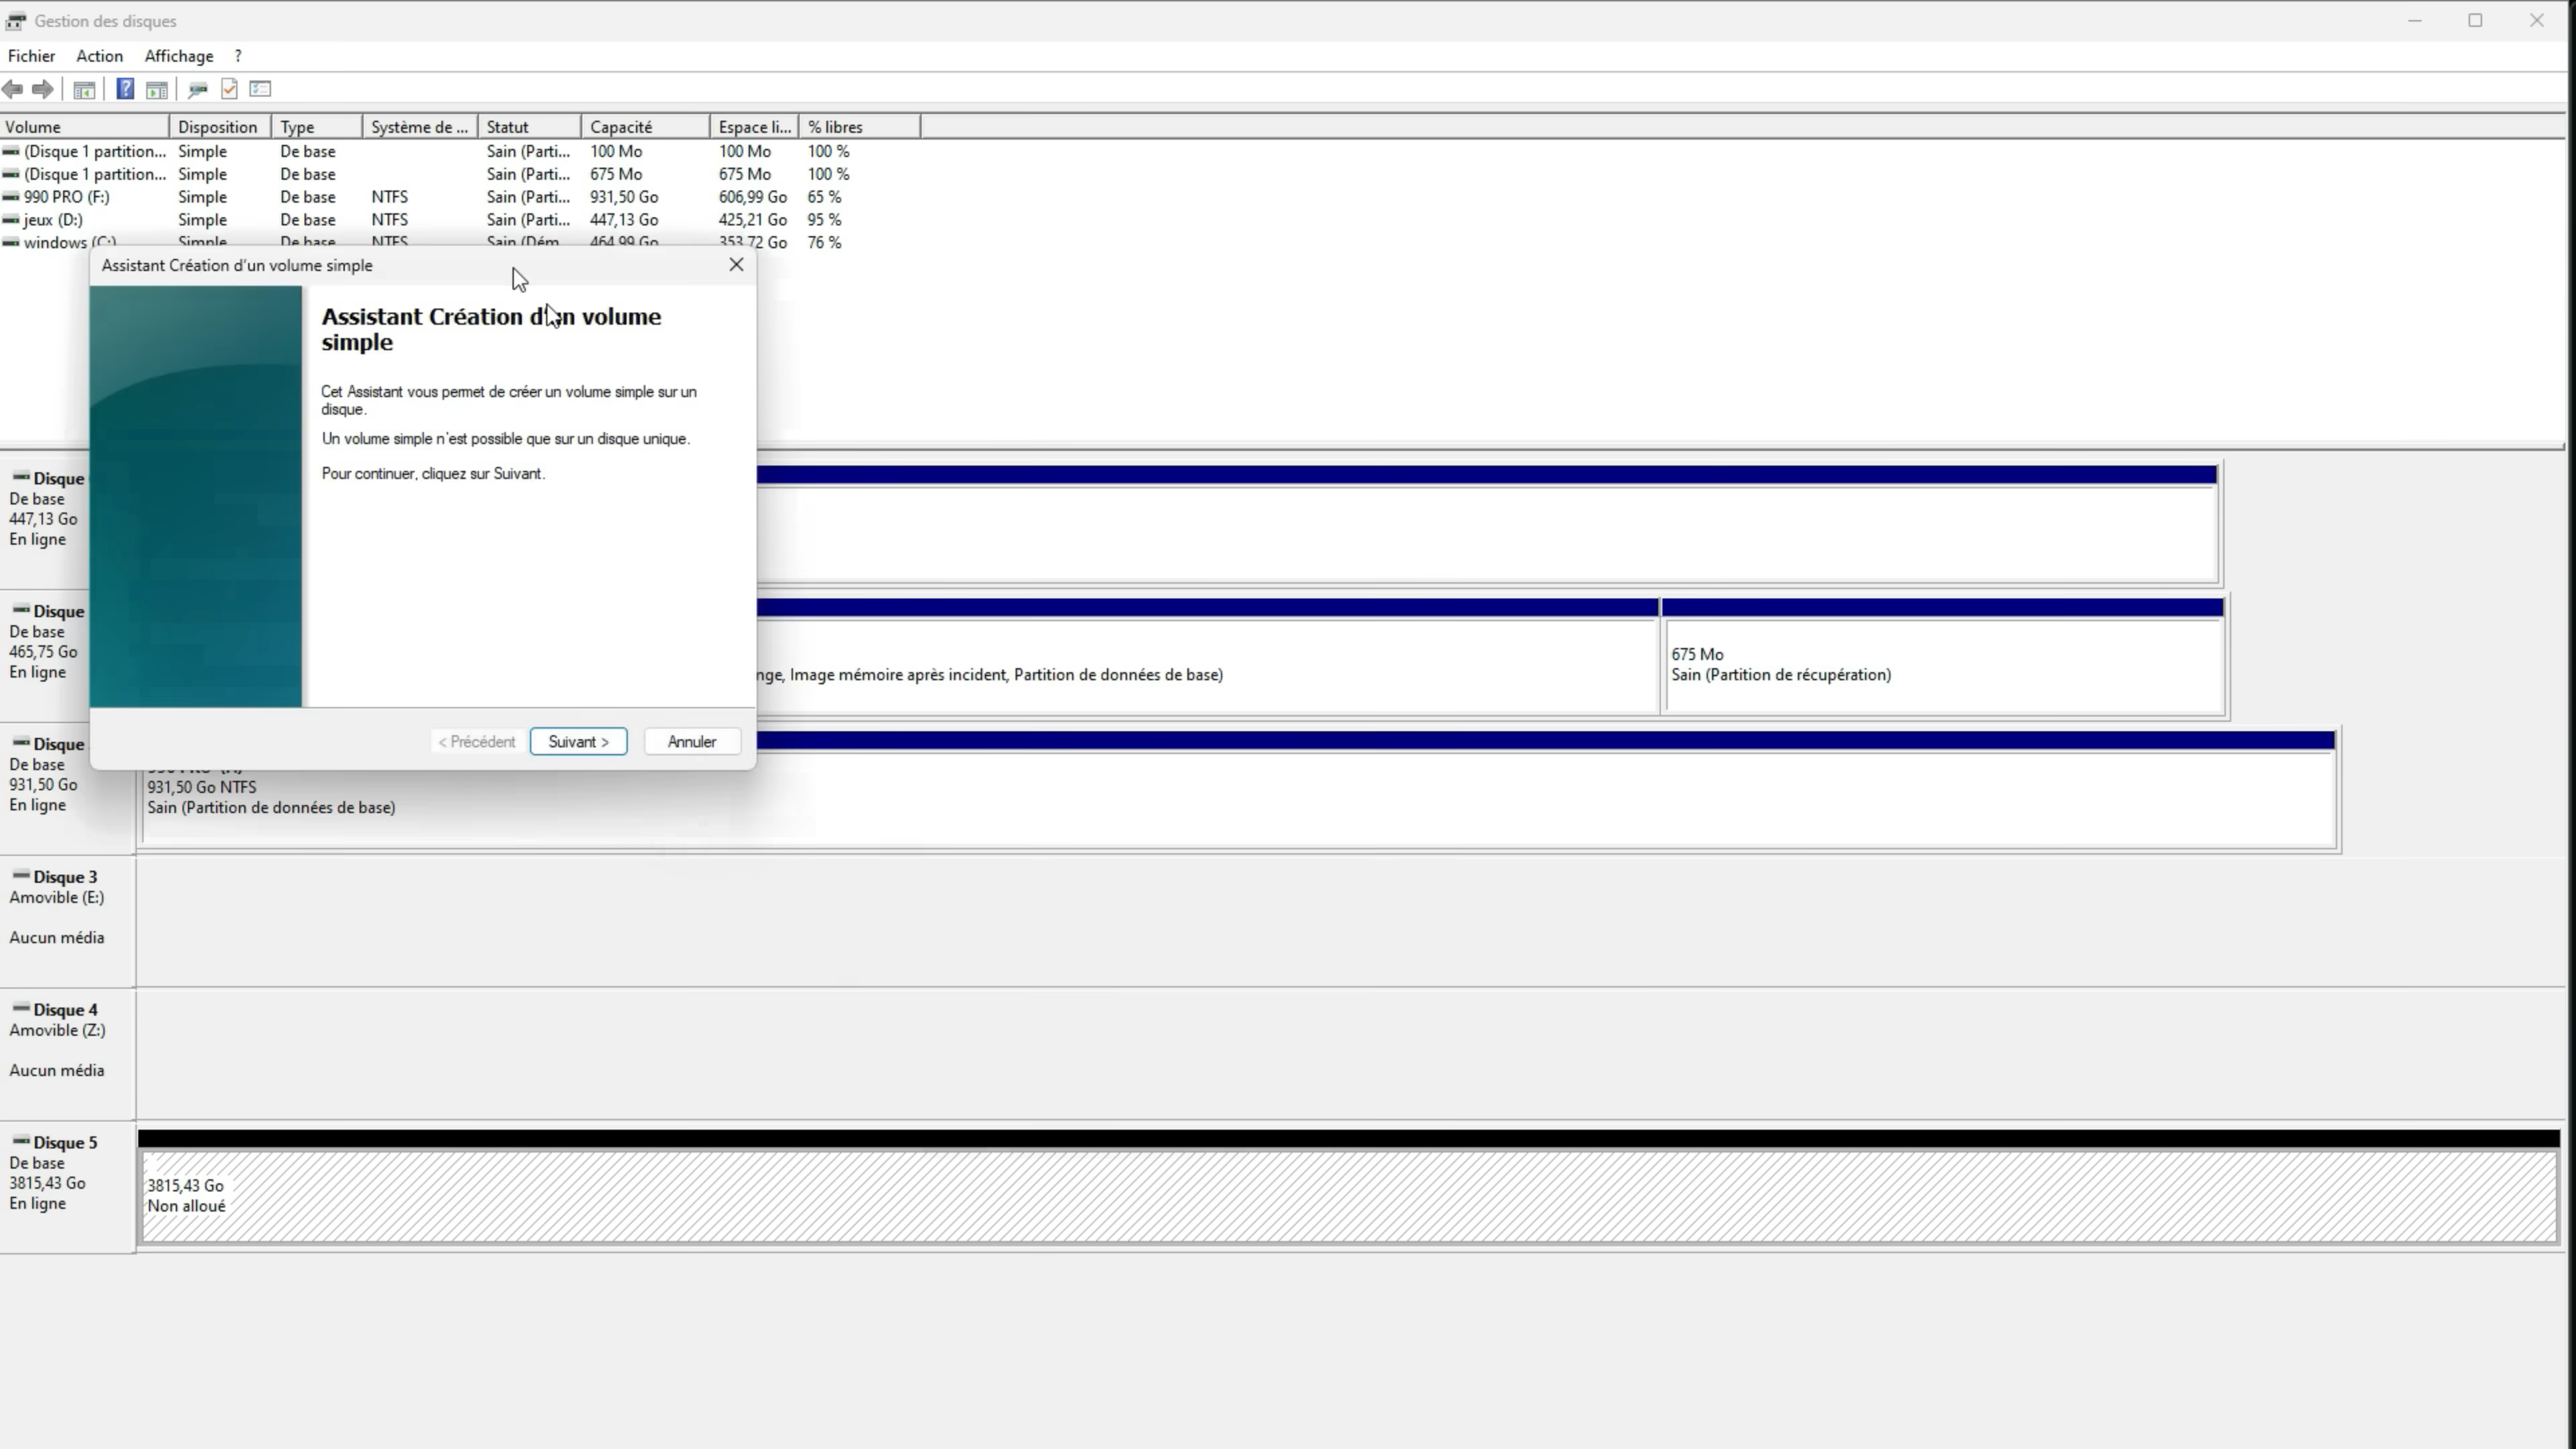 Gestion des disques
Fichier Action Affichage ?
Volume Disposition Type Système de ... Statut Capacité Espace li... % libres
(Disque 1 partition... Simple De base Sain (Parti... 100 Mo 100 Mo 100 %
(Disque 1 partition... Simple De base Sain (Parti... 675 Mo 675 Mo 100 %
990 PRO (F:) Simple De base NTFS Sain (Parti... 931,50 Go 606,99 Go 65 %
jeux (D:) Simple De base NTFS Sain (Parti... 447,13 Go 425,21 Go 95 %
windows (C:) Simple De base NTFS Sain (Dém... 464,99 Go 353,72 Go 76 %
Assistant Création d'un volume simple
Assistant Création d'un volume
simple
Cet Assistant vous permet de créer un volume simple sur un
disque.
Un volume simple n'est possible que sur un disque unique.
Pour continuer, cliquez sur Suivant.
< Précédent Suivant > Annuler
Disque
De base
447,13 Go
En ligne
Disque
De base
465,75 Go
En ligne
nge, Image mémoire après incident, Partition de données de base)
675 Mo
Sain (Partition de récupération)
Disque
De base
931,50 Go
En ligne
931,50 Go NTFS
Sain (Partition de données de base)
Disque 3
Amovible (E:)
Aucun média
Disque 4
Amovible (Z:)
Aucun média
Disque 5
De base
3815,43 Go
En ligne
3815,43 Go
Non alloué